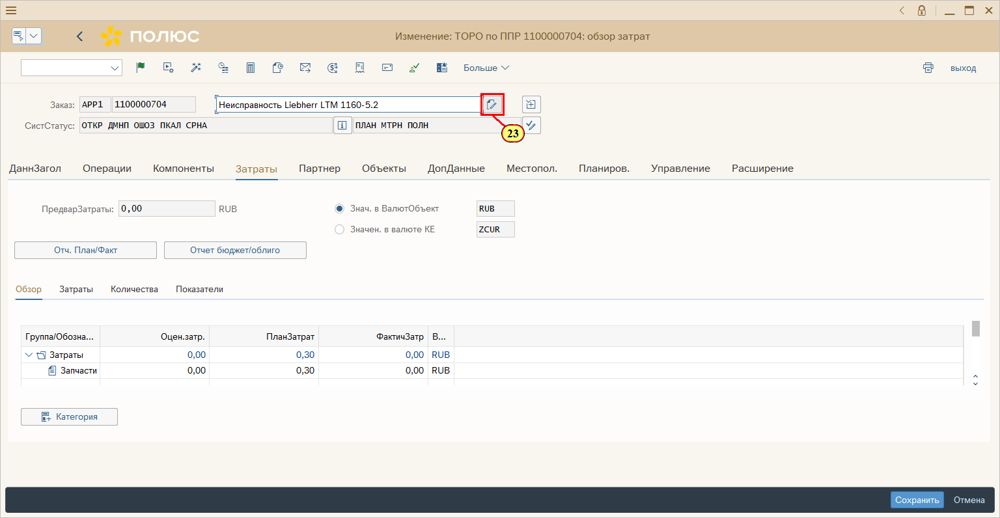 ПОЛЮС
Изменение: ТОРО по ППР 1100000704: обзор затрат
Больше
выход
Заказ: APP1 1100000704 Неисправность Liebherr LTM 1160-5.2
СистСтатус: ОТКР ДМНП ОШОЗ ПКАЛ СРНА ПЛАН МТРН ПОЛН
23
ДаннЗагол Операции Компоненты Затраты Партнер Объекты ДопДанные Местопол. Планиров. Управление Расширение
ПредварЗатраты: 0,00 RUB Знач. в ВалютОбъект RUB
Значен. в валюте КЕ ZCUR
Отч. План/Факт Отчет бюджет/облиго
Обзор Затраты Количества Показатели
Группа/Обозна... Оцен.затр. ПланЗатрат ФактичЗатр В...
Затраты 0,00 0,30 0,00 RUB
Запчасти 0,00 0,30 0,00 RUB
Категория
Сохранить Отмена